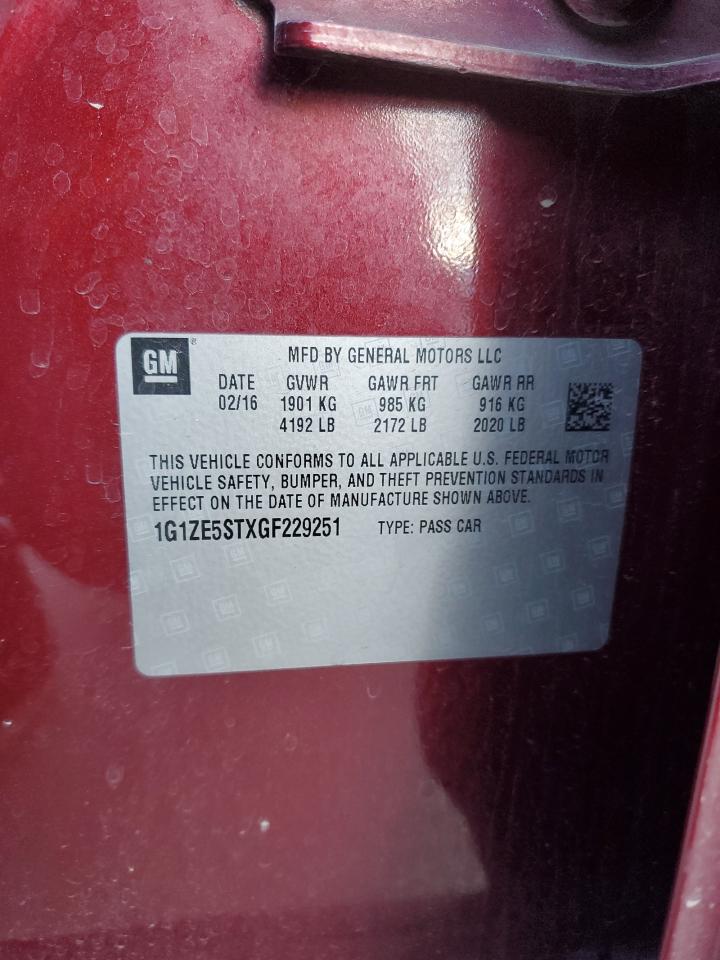 GM
MFD BY GENERAL MOTORS LLC
DATE GVWR GAWR FRT GAWR RR
02/16 1901 KG 985 KG 916 KG
4192 LB 2172 LB 2020 LB
THIS VEHICLE CONFORMS TO ALL APPLICABLE U.S. FEDERAL MOTOR
VEHICLE SAFETY, BUMPER, AND THEFT PREVENTION STANDARDS IN
EFFECT ON THE DATE OF MANUFACTURE SHOWN ABOVE.
1G1ZE5STXGF229251 TYPE: PASS CAR